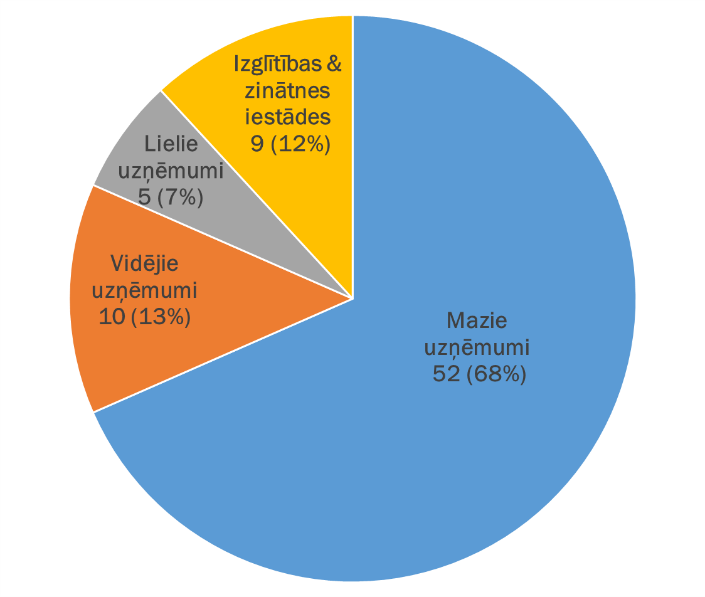 Izglītības &
zinātnes
iestādes
9 (12%)
Lielie
uzņēmumi
5 (7%)
Vidējie
uzņēmumi
10 (13%)
Mazie
uzņēmumi
52 (68%)